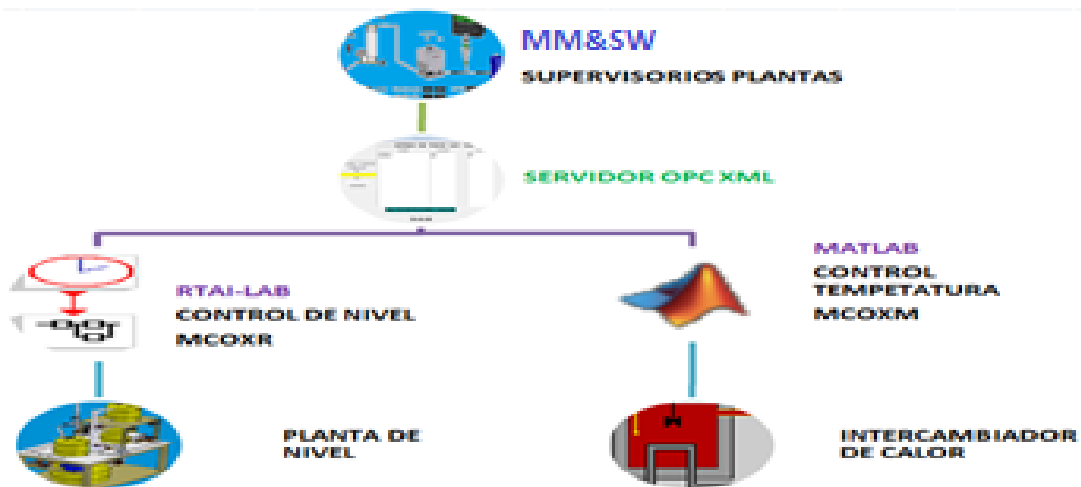 MM&SW
SUPERVISORIOS PLANTAS
SERVIDOR OPC XML
RTAI-LAB
CONTROL DE NIVEL
MCOXR
MATLAB
CONTROL
TEMPETATURA
MCOXM
PLANTA DE
NIVEL
INTERCAMBIADOR
DE CALOR